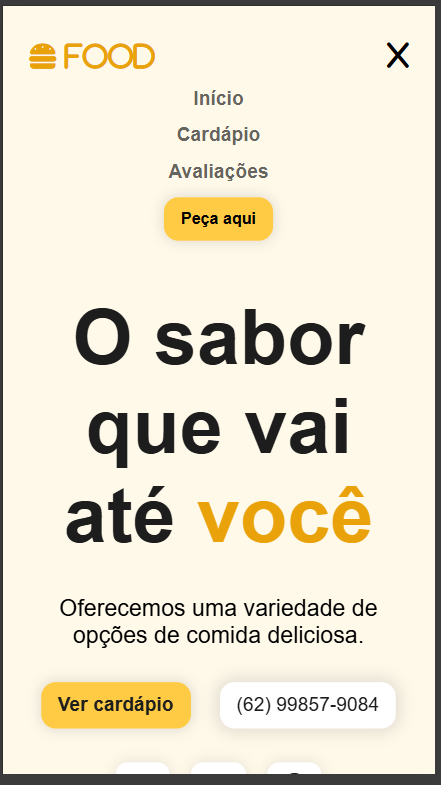 FOOD
Início
Cardápio
Avaliações
Peça aqui
O sabor
que vai
até você
Oferecemos uma variedade de
opções de comida deliciosa.
Ver cardápio
(62) 99857-9084